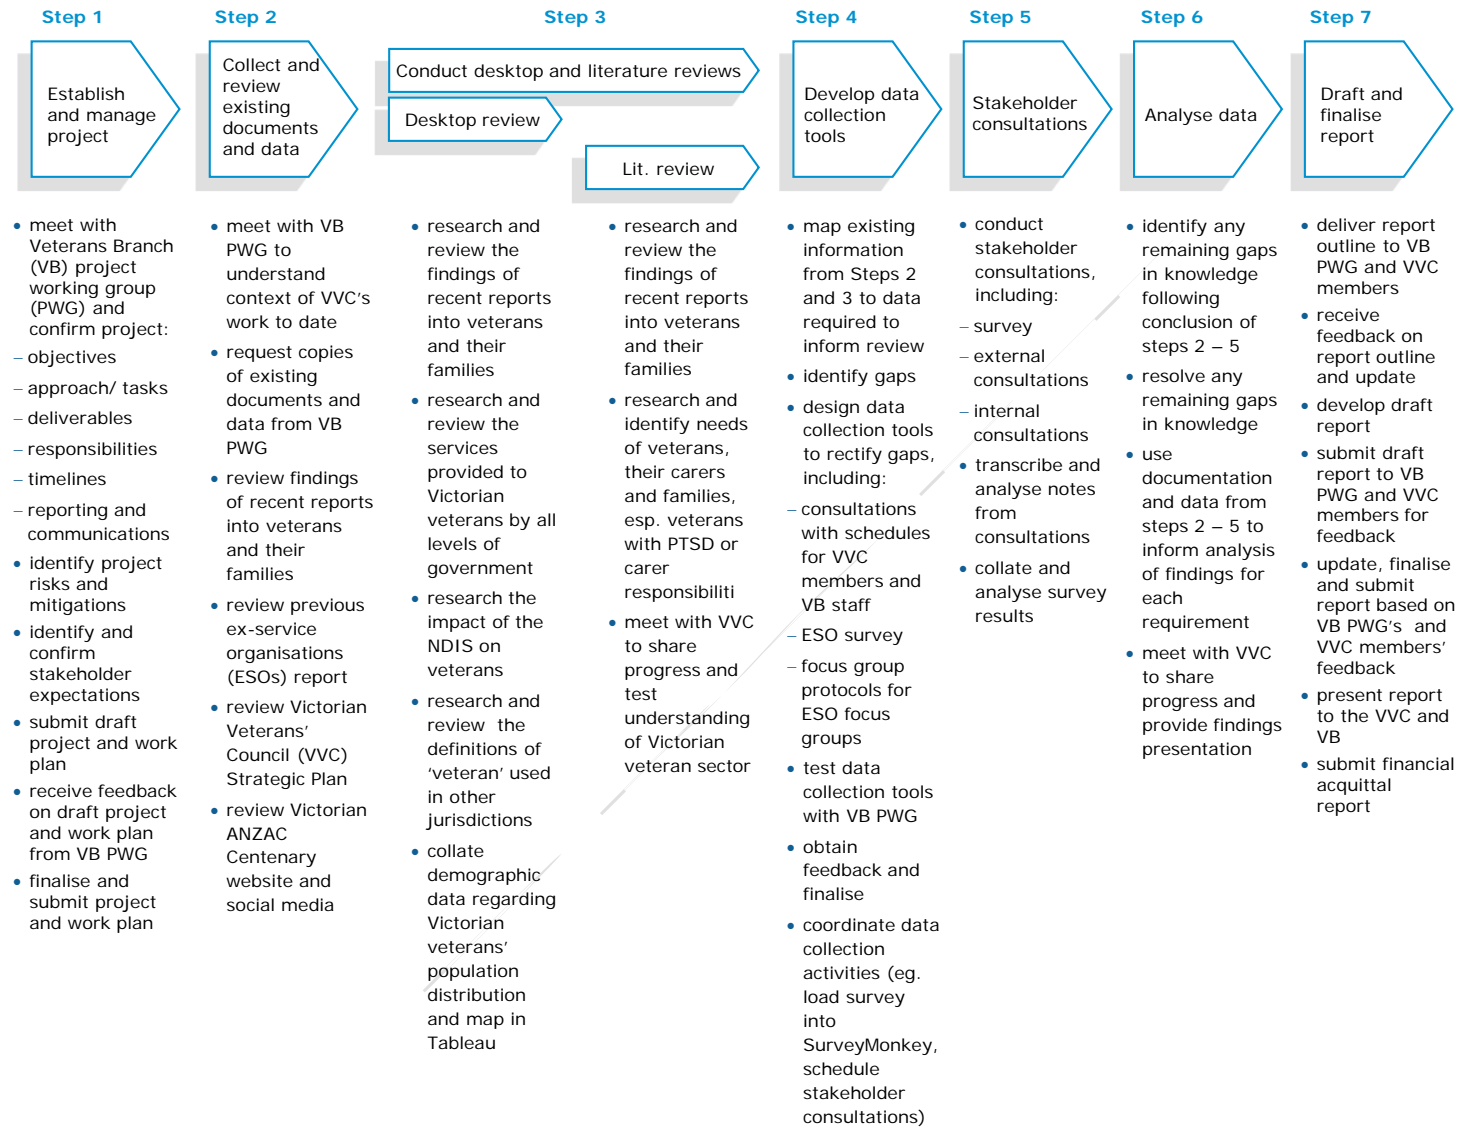 Step 1
Step 2
Step 3
Step 4
Step 5
Step 6
Step 7
Establish
and manage
project
Collect and
review
existing
documents
and data
Conduct desktop and literature reviews
Desktop review
Lit. review
Develop data
collection
tools
Stakeholder
consultations
Analyse data
Draft and
finalise
report
• meet with
Veterans Branch
(VB) project
working group
(PWG) and
confirm project:
– objectives
– approach/ tasks
– deliverables
– responsibilities
– timelines
– reporting and
communications
• identify project
risks and
mitigations
• identify and
confirm
stakeholder
expectations
• submit draft
project and work
plan
• receive feedback
on draft project
and work plan
from VB PWG
• finalise and
submit project
and work plan
• meet with VB
PWG to
understand
context of VVC’s
work to date
• request copies
of existing
documents and
data from VB
PWG
• review findings
of recent reports
into veterans
and their
families
• review previous
ex-service
organisations
(ESOs) report
• review Victorian
Veterans’
Council (VVC)
Strategic Plan
• review Victorian
ANZAC
Centenary
website and
social media
• research and
review the
findings of
recent reports
into veterans
and their
families
• research and
review the
services
provided to
Victorian
veterans by all
levels of
government
• research the
impact of the
NDIS on
veterans
• research and
review  the
definitions of
‘veteran’ used
in other
jurisdictions
• collate
demographic
data regarding
Victorian
veterans’
population
distribution
and map in
Tableau
• research and
review the
findings of
recent reports
into veterans
and their
families
• research and
identify needs
of veterans,
their carers
and families,
esp. veterans
with PTSD or
carer
responsibiliti
• meet with VVC
to share
progress and
test
understanding
of Victorian
veteran sector
• map existing
information
from Steps 2
and 3 to data
required to
inform review
• identify gaps
• design data
collection tools
to rectify gaps,
including:
– consultations
with schedules
for VVC
members and
VB staff
– ESO survey
– focus group
protocols for
ESO focus
groups
• test data
collection tools
with VB PWG
• obtain
feedback and
finalise
• coordinate data
collection
activities (eg.
load survey
into
SurveyMonkey,
schedule
stakeholder
consultations)
• conduct
stakeholder
consultations,
including:
– survey
– external
consultations
– internal
consultations
• transcribe and
analyse notes
from
consultations
• collate and
analyse survey
results
• identify any
remaining gaps
in knowledge
following
conclusion of
steps 2 – 5
• resolve any
remaining gaps
in knowledge
• use
documentation
and data from
steps 2 – 5 to
inform analysis
of findings for
each
requirement
• meet with VVC
to share
progress and
provide findings
presentation
• deliver report
outline to VB
PWG and VVC
members
• receive
feedback on
report outline
and update
• develop draft
report
• submit draft
report to VB
PWG and VVC
members for
feedback
• update, finalise
and submit
report based on
VB PWG’s  and
VVC members’
feedback
• present report
to the VVC and
VB
• submit financial
acquittal
report